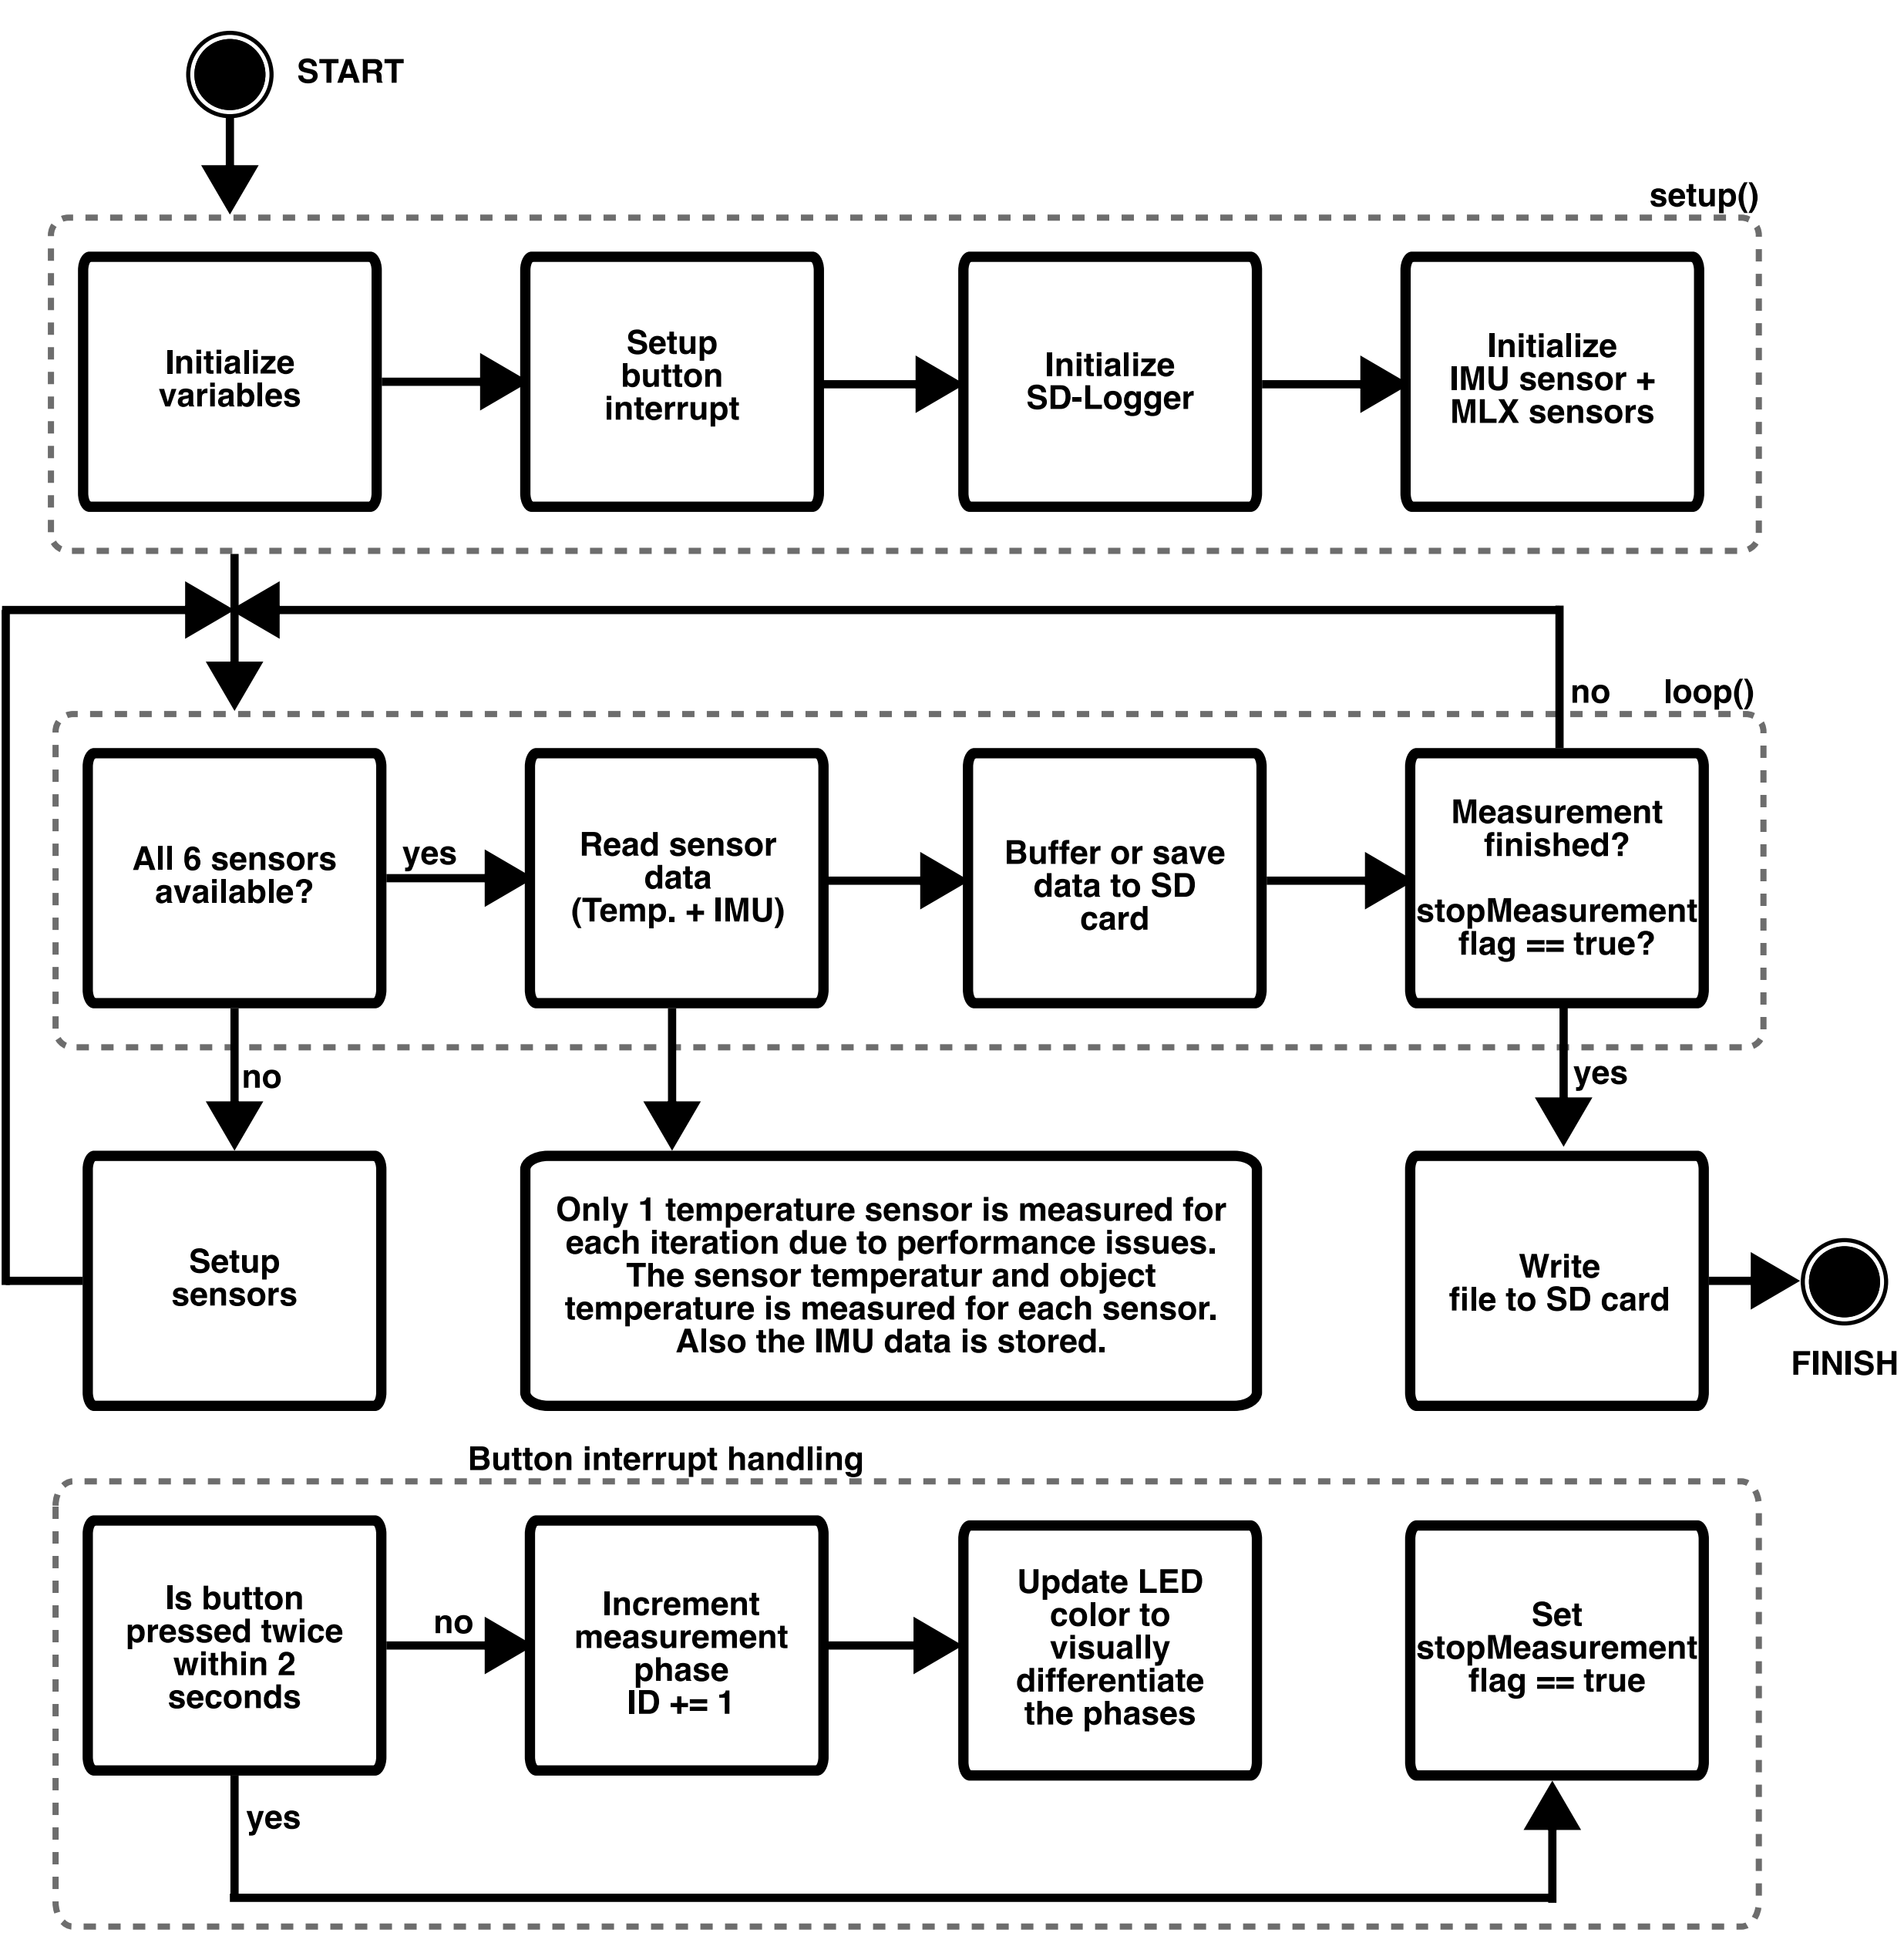 START
setup()
Initialize
variables
Setup
button
interrupt
Initialize
SD-Logger
Initialize
IMU sensor +
MLX sensors
no
loop()
All 6 sensors
available?
yes
Read sensor
data
(Temp. + IMU)
Buffer or save
data to SD
card
Measurement
finished?
stopMeasurement
flag == true?
no
yes
Setup
sensors
Only 1 temperature sensor is measured for
each iteration due to performance issues.
The sensor temperatur and object
temperature is measured for each sensor.
Also the IMU data is stored.
Write
file to SD card
FINISH
Button interrupt handling
Is button
pressed twice
within 2
seconds
no
Increment
measurement
phase
ID += 1
Update LED
color to
visually
differentiate
the phases
Set
stopMeasurement
flag == true
yes